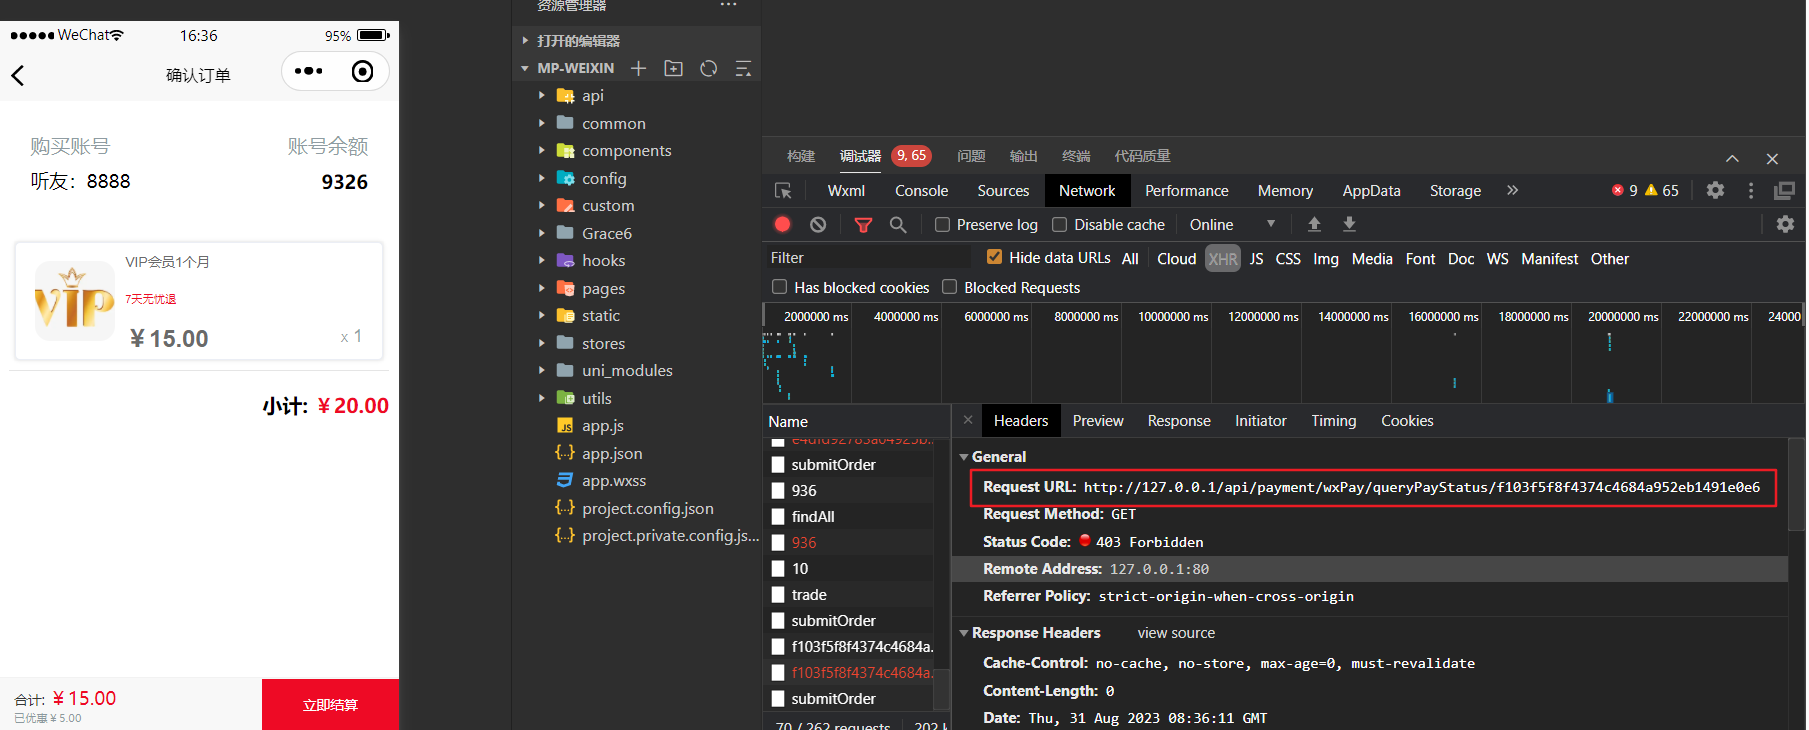 WeChat 16:36 95%
确认订单
购买账号 账号余额
听友：8888 9326
VIP
VIP会员1个月
7天无忧退
¥15.00 x 1
小计: ¥20.00
合计: ¥15.00
已优惠 ¥5.00
立即结算
资源管理器 ...
打开的编辑器
MP-WEIXIN
api
common
components
config
custom
Grace6
hooks
pages
static
stores
uni_modules
utils
app.js
app.json
app.wxss
project.config.json
project.private.config.js...
构建 调试器 9, 65 问题 输出 终端 代码质量
Wxml Console Sources Network Performance Memory AppData Storage » 9 65
Preserve log Disable cache Online
Filter Hide data URLs All Cloud XHR JS CSS Img Media Font Doc WS Manifest Other
Has blocked cookies Blocked Requests
2000000 ms 4000000 ms 6000000 ms 8000000 ms 10000000 ms 12000000 ms 14000000 ms 16000000 ms 18000000 ms 20000000 ms 22000000 ms 24000
Name
submitOrder
936
findAll
936
10
trade
submitOrder
f103f5f8f4374c4684a...
f103f5f8f4374c4684a...
submitOrder
70 / 262 requests 202 k
Headers Preview Response Initiator Timing Cookies
General
Request URL: http://127.0.0.1/api/payment/wxPay/queryPayStatus/f103f5f8f4374c4684a952eb1491e0e6
Request Method: GET
Status Code: 403 Forbidden
Remote Address: 127.0.0.1:80
Referrer Policy: strict-origin-when-cross-origin
Response Headers view source
Cache-Control: no-cache, no-store, max-age=0, must-revalidate
Content-Length: 0
Date: Thu, 31 Aug 2023 08:36:11 GMT